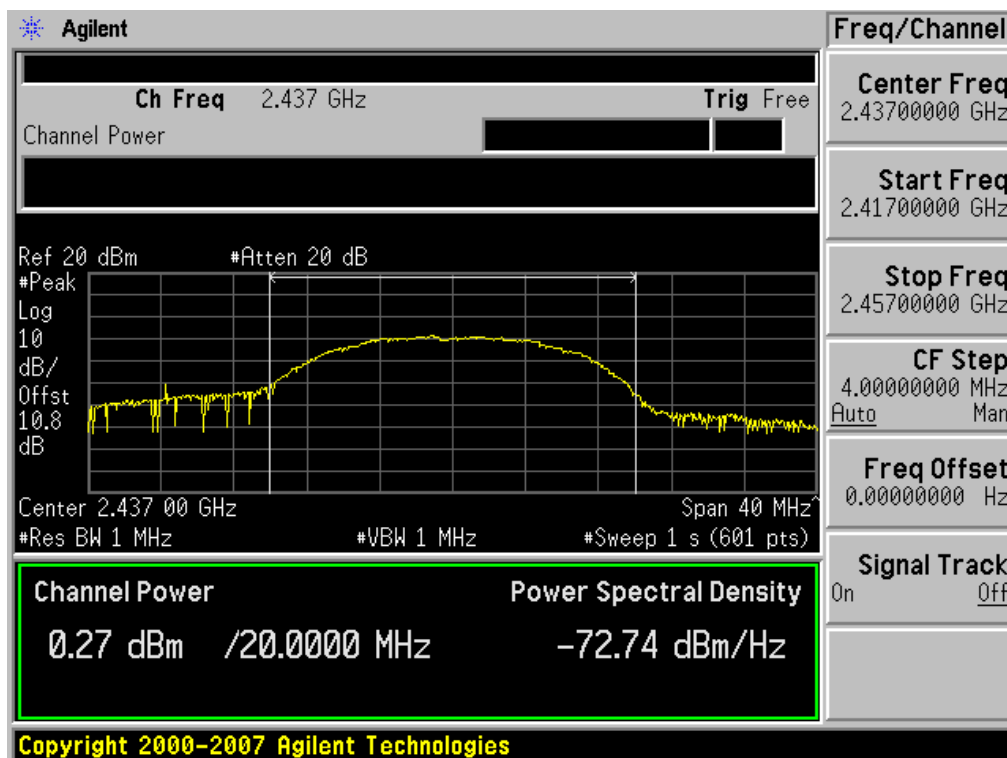 Agilent
Freq/Channel
Ch Freq 2.437 GHz Trig Free
Channel Power
Center Freq
2.43700000 GHz
Start Freq
2.41700000 GHz
Stop Freq
2.45700000 GHz
CF Step
4.00000000 MHz
Auto Man
Freq Offset
0.00000000 Hz
Signal Track
On Off
Ref 20 dBm #Atten 20 dB
#Peak
Log
10
dB/
Offst
10.8
dB
Center 2.437 00 GHz Span 40 MHz^
#Res BW 1 MHz #VBW 1 MHz #Sweep 1 s (601 pts)
Channel Power Power Spectral Density
0.27 dBm /20.0000 MHz -72.74 dBm/Hz
Copyright 2000-2007 Agilent Technologies